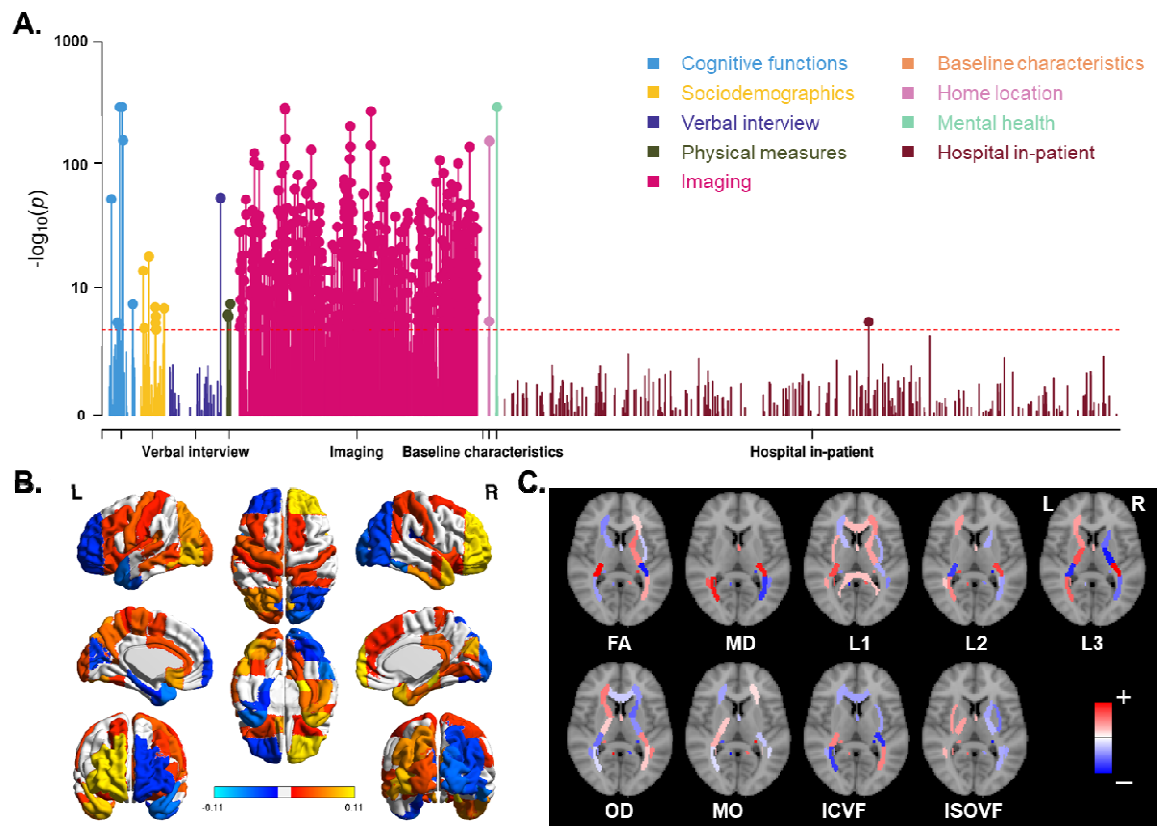 A.
1000
100
10
0
-log10(p)
Cognitive functions
Sociodemographics
Verbal interview
Physical measures
Imaging
Baseline characteristics
Home location
Mental health
Hospital in-patient
Verbal interview Imaging Baseline characteristics Hospital in-patient
B. L R
-0.11 0.11
C.
L R
FA MD L1 L2 L3
+
–
OD MO ICVF ISOVF